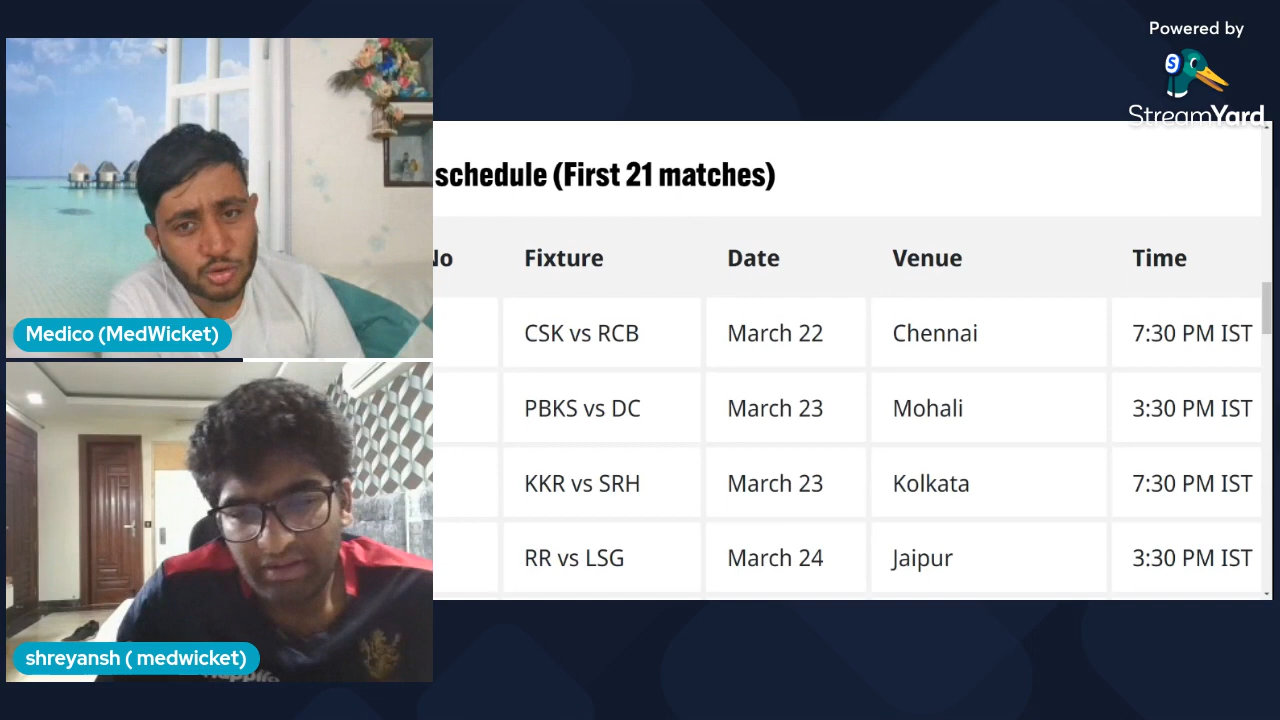 Powered by
StreamYard
Medico (MedWicket)
shreyansh ( medwicket)
schedule (First 21 matches)
No Fixture Date Venue Time
CSK vs RCB March 22 Chennai 7:30 PM IST
PBKS vs DC March 23 Mohali 3:30 PM IST
KKR vs SRH March 23 Kolkata 7:30 PM IST
RR vs LSG March 24 Jaipur 3:30 PM IST